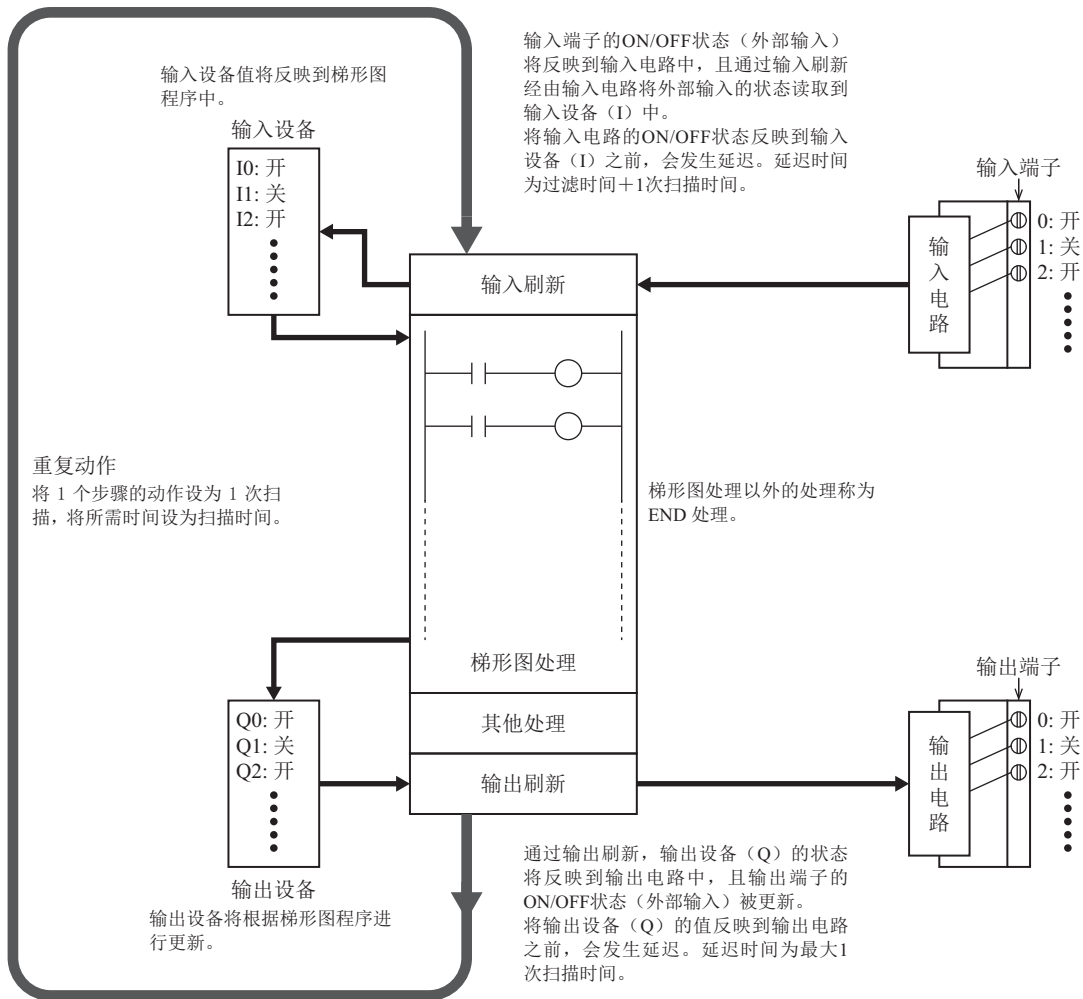 输入端子的ON/OFF状态（外部输入）
将反映到输入电路中，且通过输入刷新
经由输入电路将外部输入的状态读取到
输入设备（I）中。
将输入电路的ON/OFF状态反映到输入
设备（I）之前，会发生延迟。延迟时间
为过滤时间＋1次扫描时间。
输入设备值将反映到梯形图
程序中。
输入设备
I0: 开
I1: 关
I2: 开
输入端子
输入电路
0: 开
1: 关
2: 开
输入刷新
重复动作
将 1 个步骤的动作设为 1 次扫
描，将所需时间设为扫描时间。
梯形图处理以外的处理称为
END 处理。
梯形图处理
其他处理
输出刷新
Q0: 开
Q1: 关
Q2: 开
输出设备
输出设备将根据梯形图程序进
行更新。
输出端子
输出电路
0: 开
1: 关
2: 开
通过输出刷新，输出设备（Q）的状态
将反映到输出电路中，且输出端子的
ON/OFF状态（外部输入）被更新。
将输出设备（Q）的值反映到输出电路
之前，会发生延迟。延迟时间为最大1
次扫描时间。